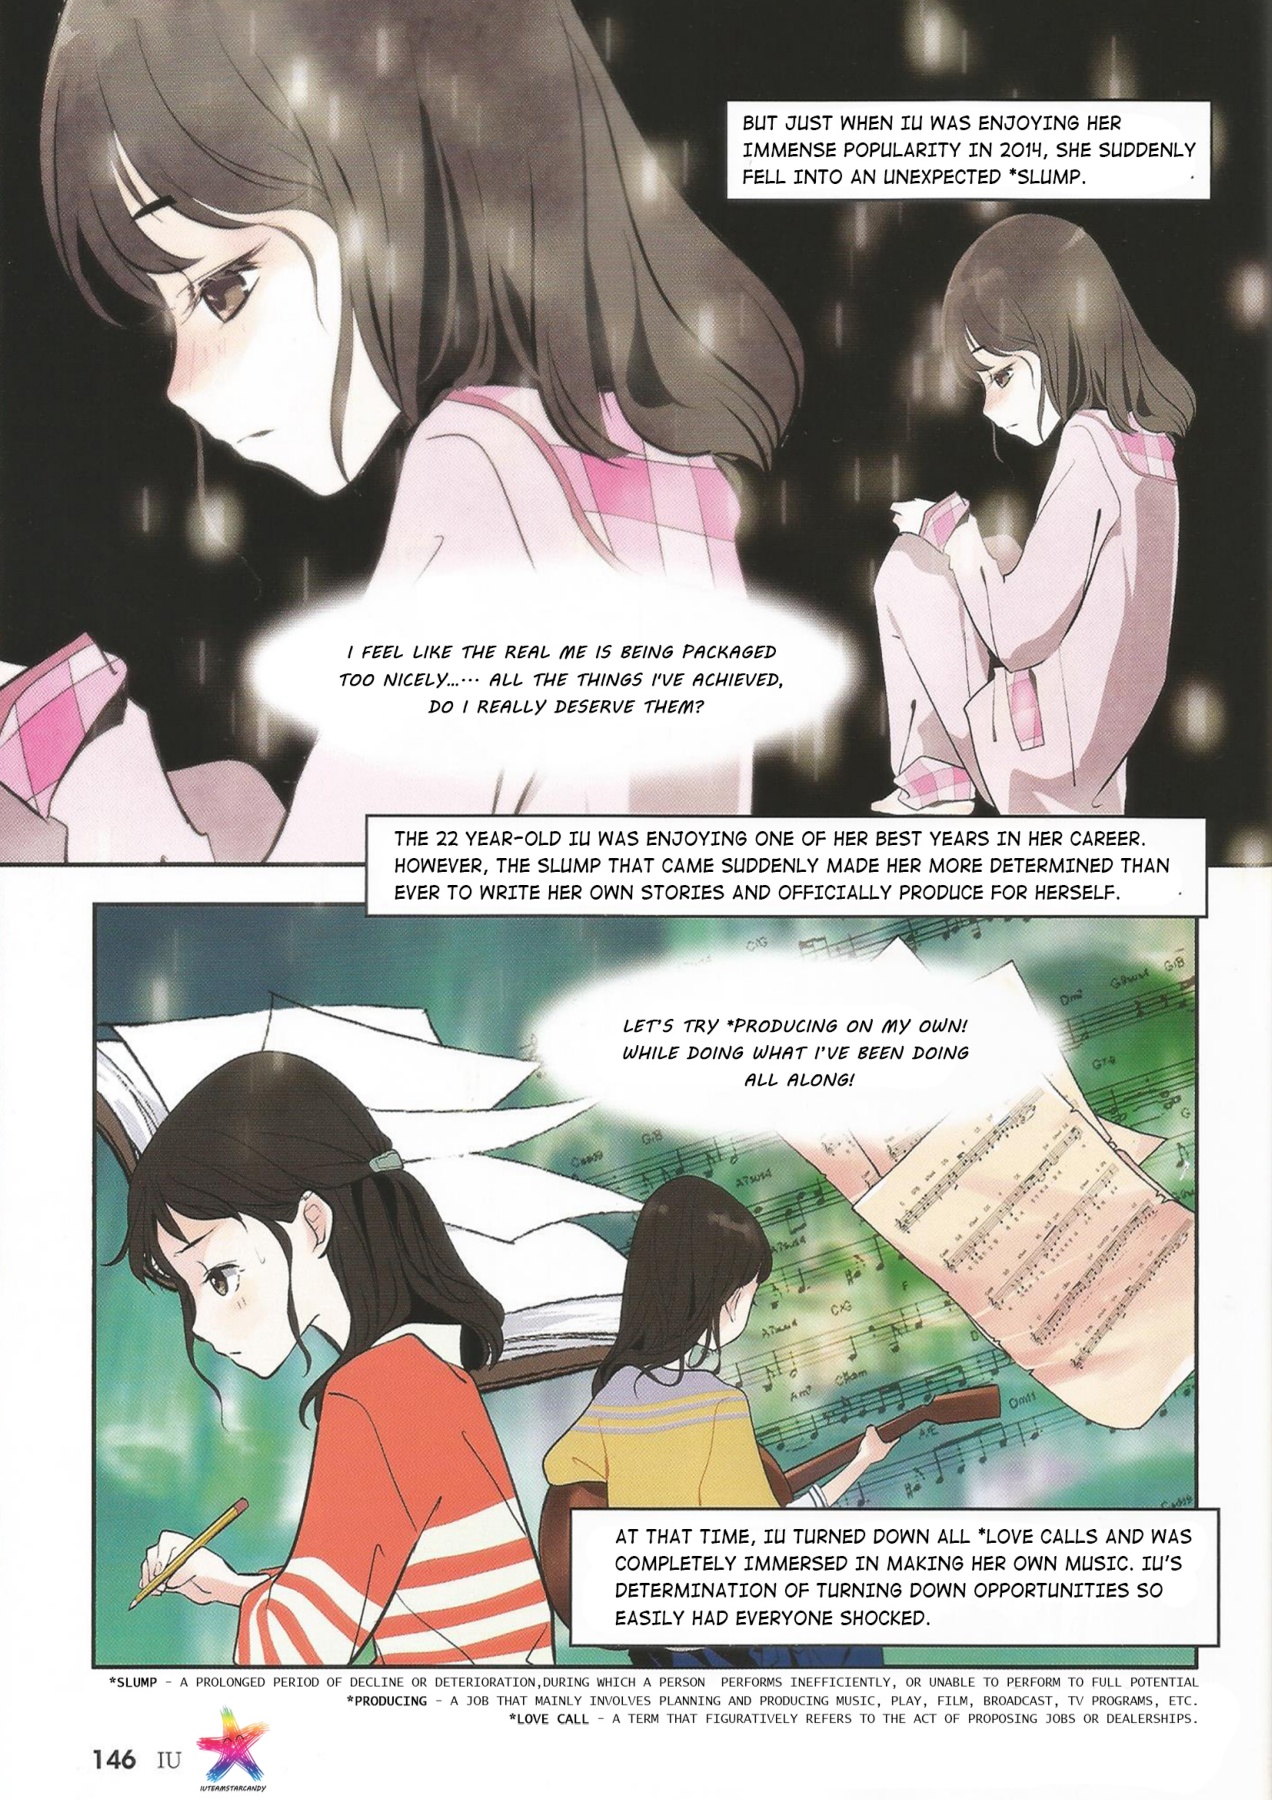 BUT JUST WHEN IU WAS ENJOYING HER
IMMENSE POPULARITY IN 2014, SHE SUDDENLY
FELL INTO AN UNEXPECTED *SLUMP.
I FEEL LIKE THE REAL ME IS BEING PACKAGED
TOO NICELY...... ALL THE THINGS I'VE ACHIEVED,
DO I REALLY DESERVE THEM?
THE 22 YEAR-OLD IU WAS ENJOYING ONE OF HER BEST YEARS IN HER CAREER.
HOWEVER, THE SLUMP THAT CAME SUDDENLY MADE HER MORE DETERMINED THAN
EVER TO WRITE HER OWN STORIES AND OFFICIALLY PRODUCE FOR HERSELF.
LET'S TRY *PRODUCING ON MY OWN!
WHILE DOING WHAT I'VE BEEN DOING
ALL ALONG!
AT THAT TIME, IU TURNED DOWN ALL *LOVE CALLS AND WAS
COMPLETELY IMMERSED IN MAKING HER OWN MUSIC. IU'S
DETERMINATION OF TURNING DOWN OPPORTUNITIES SO
EASILY HAD EVERYONE SHOCKED.
*SLUMP - A PROLONGED PERIOD OF DECLINE OR DETERIORATION,DURING WHICH A PERSON PERFORMS INEFFICIENTLY, OR UNABLE TO PERFORM TO FULL POTENTIAL
*PRODUCING - A JOB THAT MAINLY INVOLVES PLANNING AND PRODUCING MUSIC, PLAY, FILM, BROADCAST, TV PROGRAMS, ETC.
*LOVE CALL - A TERM THAT FIGURATIVELY REFERS TO THE ACT OF PROPOSING JOBS OR DEALERSHIPS.
146 IU
IUTEAMSTARCANDY